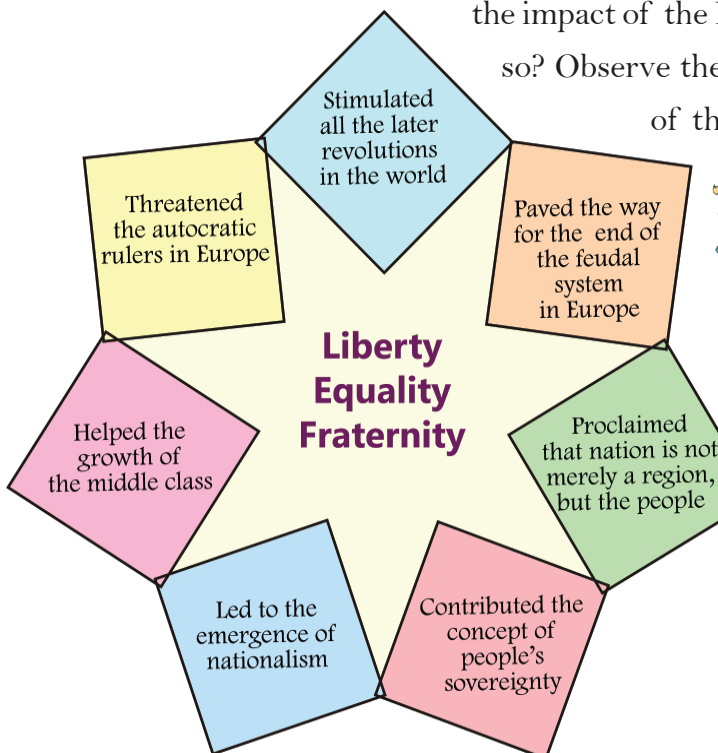 the impact of the
so? Observe the
of th
Stimulated
all the later
revolutions
in the world
Threatened
the autocratic
rulers in Europe
Paved the way
for the end of
the feudal
system
in Europe
Liberty
Equality
Fraternity
Helped the
growth of
the middle class
Proclaimed
that nation is not
merely a region,
but the people
Led to the
emergence of
nationalism
Contributed the
concept of
people's
sovereignty